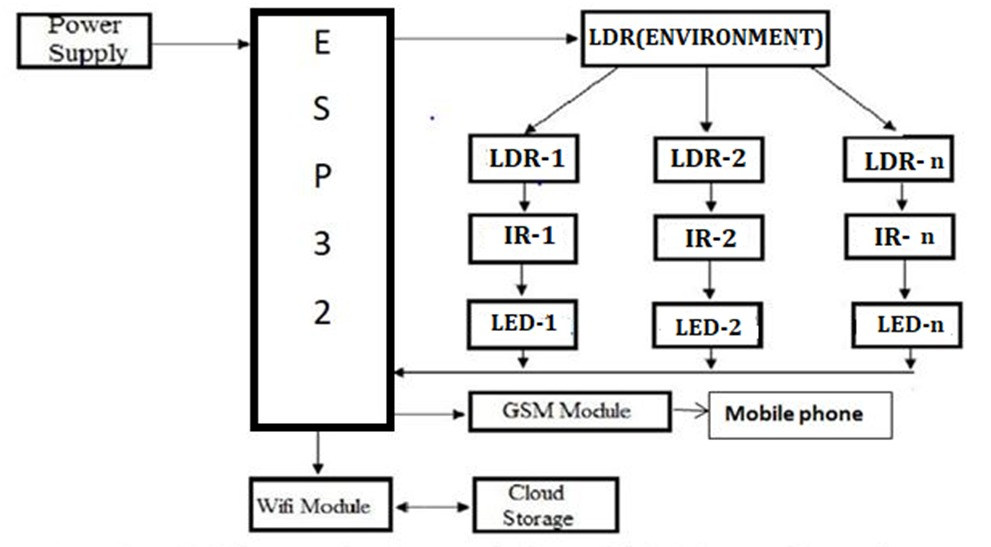 Power
Supply
E
S
P
3
2
LDR(ENVIRONMENT)
LDR-1
LDR-2
LDR- n
IR-1
IR-2
IR- n
LED-1
LED-2
LED-n
GSM Module
Mobile phone
Wifi Module
Cloud
Storage